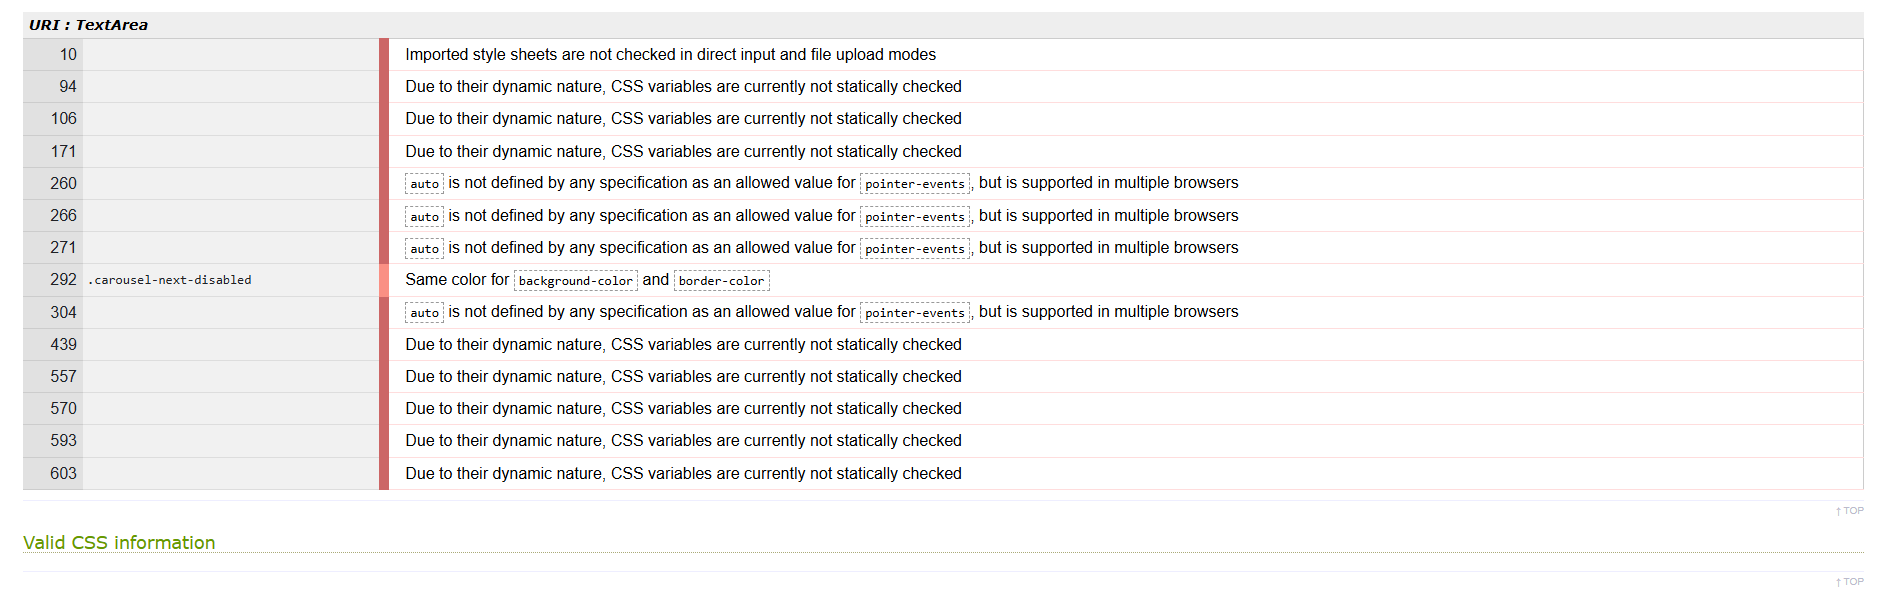 URI : TextArea
10 Imported style sheets are not checked in direct input and file upload modes
94 Due to their dynamic nature, CSS variables are currently not statically checked
106 Due to their dynamic nature, CSS variables are currently not statically checked
171 Due to their dynamic nature, CSS variables are currently not statically checked
260 auto is not defined by any specification as an allowed value for pointer-events, but is supported in multiple browsers
266 auto is not defined by any specification as an allowed value for pointer-events, but is supported in multiple browsers
271 auto is not defined by any specification as an allowed value for pointer-events, but is supported in multiple browsers
292 .carousel-next-disabled Same color for background-color and border-color
304 auto is not defined by any specification as an allowed value for pointer-events, but is supported in multiple browsers
439 Due to their dynamic nature, CSS variables are currently not statically checked
557 Due to their dynamic nature, CSS variables are currently not statically checked
570 Due to their dynamic nature, CSS variables are currently not statically checked
593 Due to their dynamic nature, CSS variables are currently not statically checked
603 Due to their dynamic nature, CSS variables are currently not statically checked
↑ TOP
Valid CSS information
↑ TOP